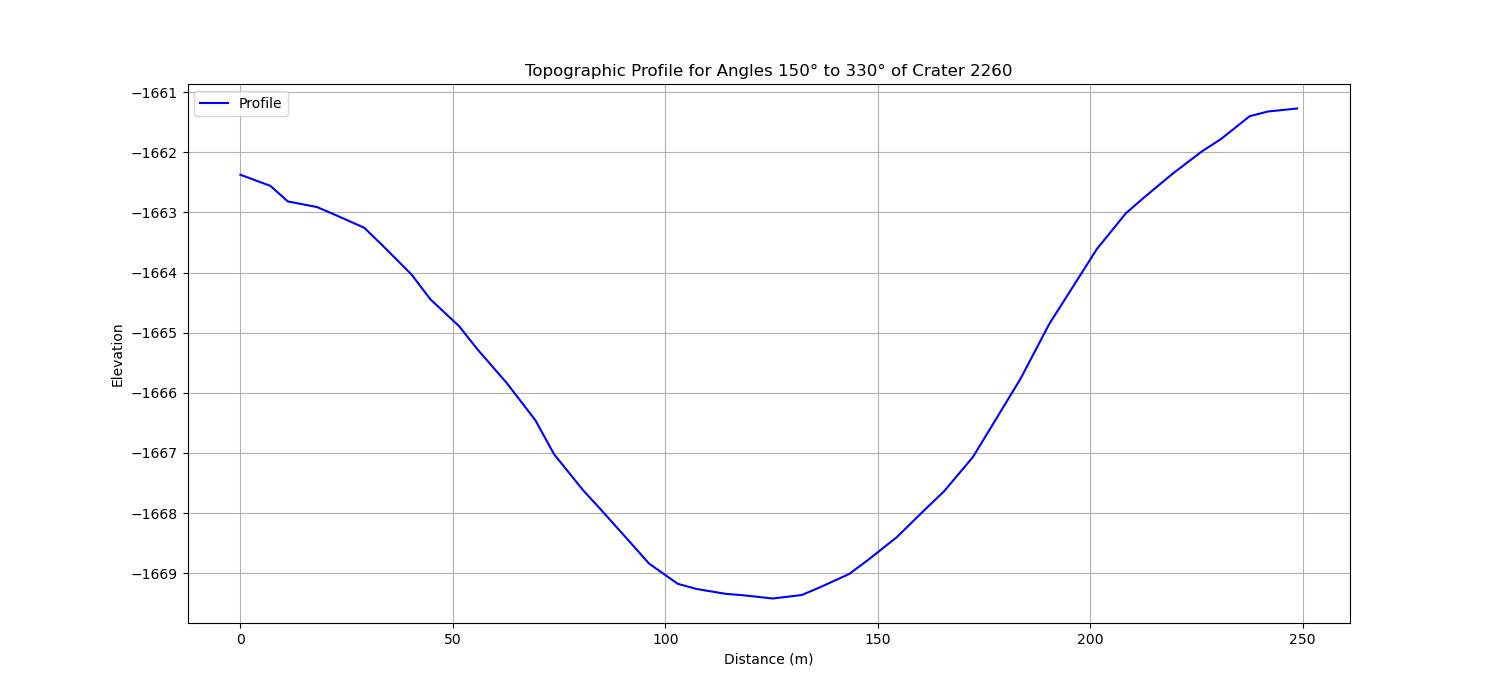 Topographic Profile for Angles 150° to 330° of Crater 2260
Profile
−1661
−1662
−1663
−1664
−1665
−1666
−1667
−1668
−1669
Elevation
0 50 100 150 200 250
Distance (m)